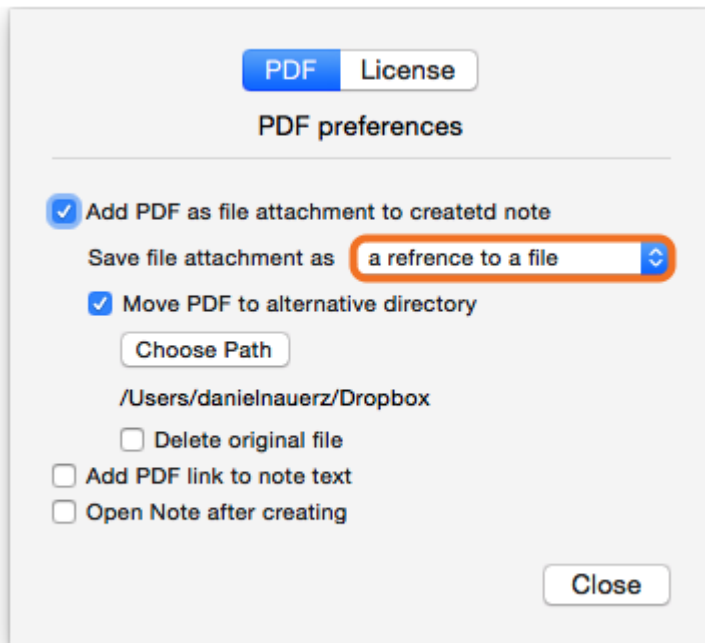 PDF License
PDF preferences
Add PDF as file attachment to createtd note
Save file attachment as a refrence to a file
Move PDF to alternative directory
Choose Path
/Users/danielnauerz/Dropbox
Delete original file
Add PDF link to note text
Open Note after creating
Close